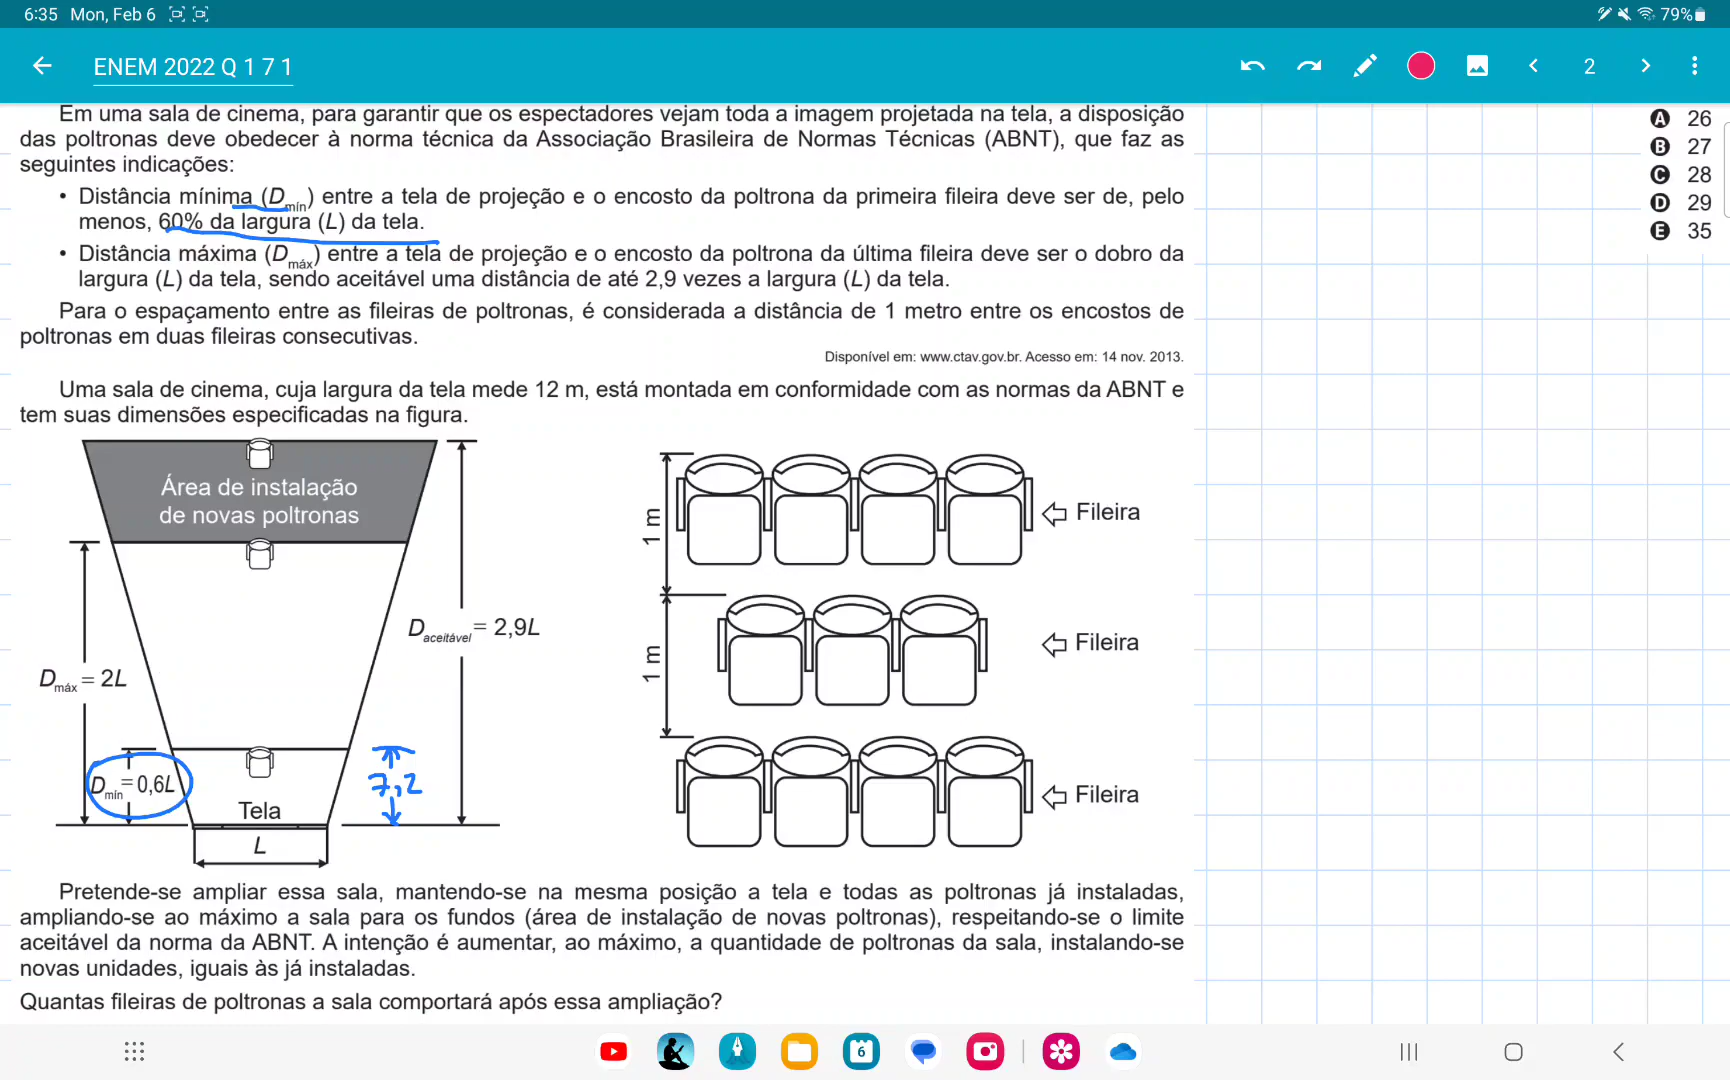 6:35 Mon, Feb 6
79%
ENEM 2022 Q 1 7 1
2
Em uma sala de cinema, para garantir que os espectadores vejam toda a imagem projetada na tela, a disposição
das poltronas deve obedecer à norma técnica da Associação Brasileira de Normas Técnicas (ABNT), que faz as
seguintes indicações:
• Distância mínima (Dmín) entre a tela de projeção e o encosto da poltrona da primeira fileira deve ser de, pelo
menos, 60% da largura (L) da tela.
• Distância máxima (Dmáx) entre a tela de projeção e o encosto da poltrona da última fileira deve ser o dobro da
largura (L) da tela, sendo aceitável uma distância de até 2,9 vezes a largura (L) da tela.
Para o espaçamento entre as fileiras de poltronas, é considerada a distância de 1 metro entre os encostos de
poltronas em duas fileiras consecutivas.
Disponível em: www.ctav.gov.br. Acesso em: 14 nov. 2013.
Uma sala de cinema, cuja largura da tela mede 12 m, está montada em conformidade com as normas da ABNT e
tem suas dimensões especificadas na figura.
Área de instalação
de novas poltronas
Daceitável = 2,9L
Dmáx = 2L
Dmín = 0,6L
7,2
Tela
L
1 m
Fileira
1 m
Fileira
Fileira
Pretende-se ampliar essa sala, mantendo-se na mesma posição a tela e todas as poltronas já instaladas,
ampliando-se ao máximo a sala para os fundos (área de instalação de novas poltronas), respeitando-se o limite
aceitável da norma da ABNT. A intenção é aumentar, ao máximo, a quantidade de poltronas da sala, instalando-se
novas unidades, iguais às já instaladas.
Quantas fileiras de poltronas a sala comportará após essa ampliação?
A 26
B 27
C 28
D 29
E 35
6